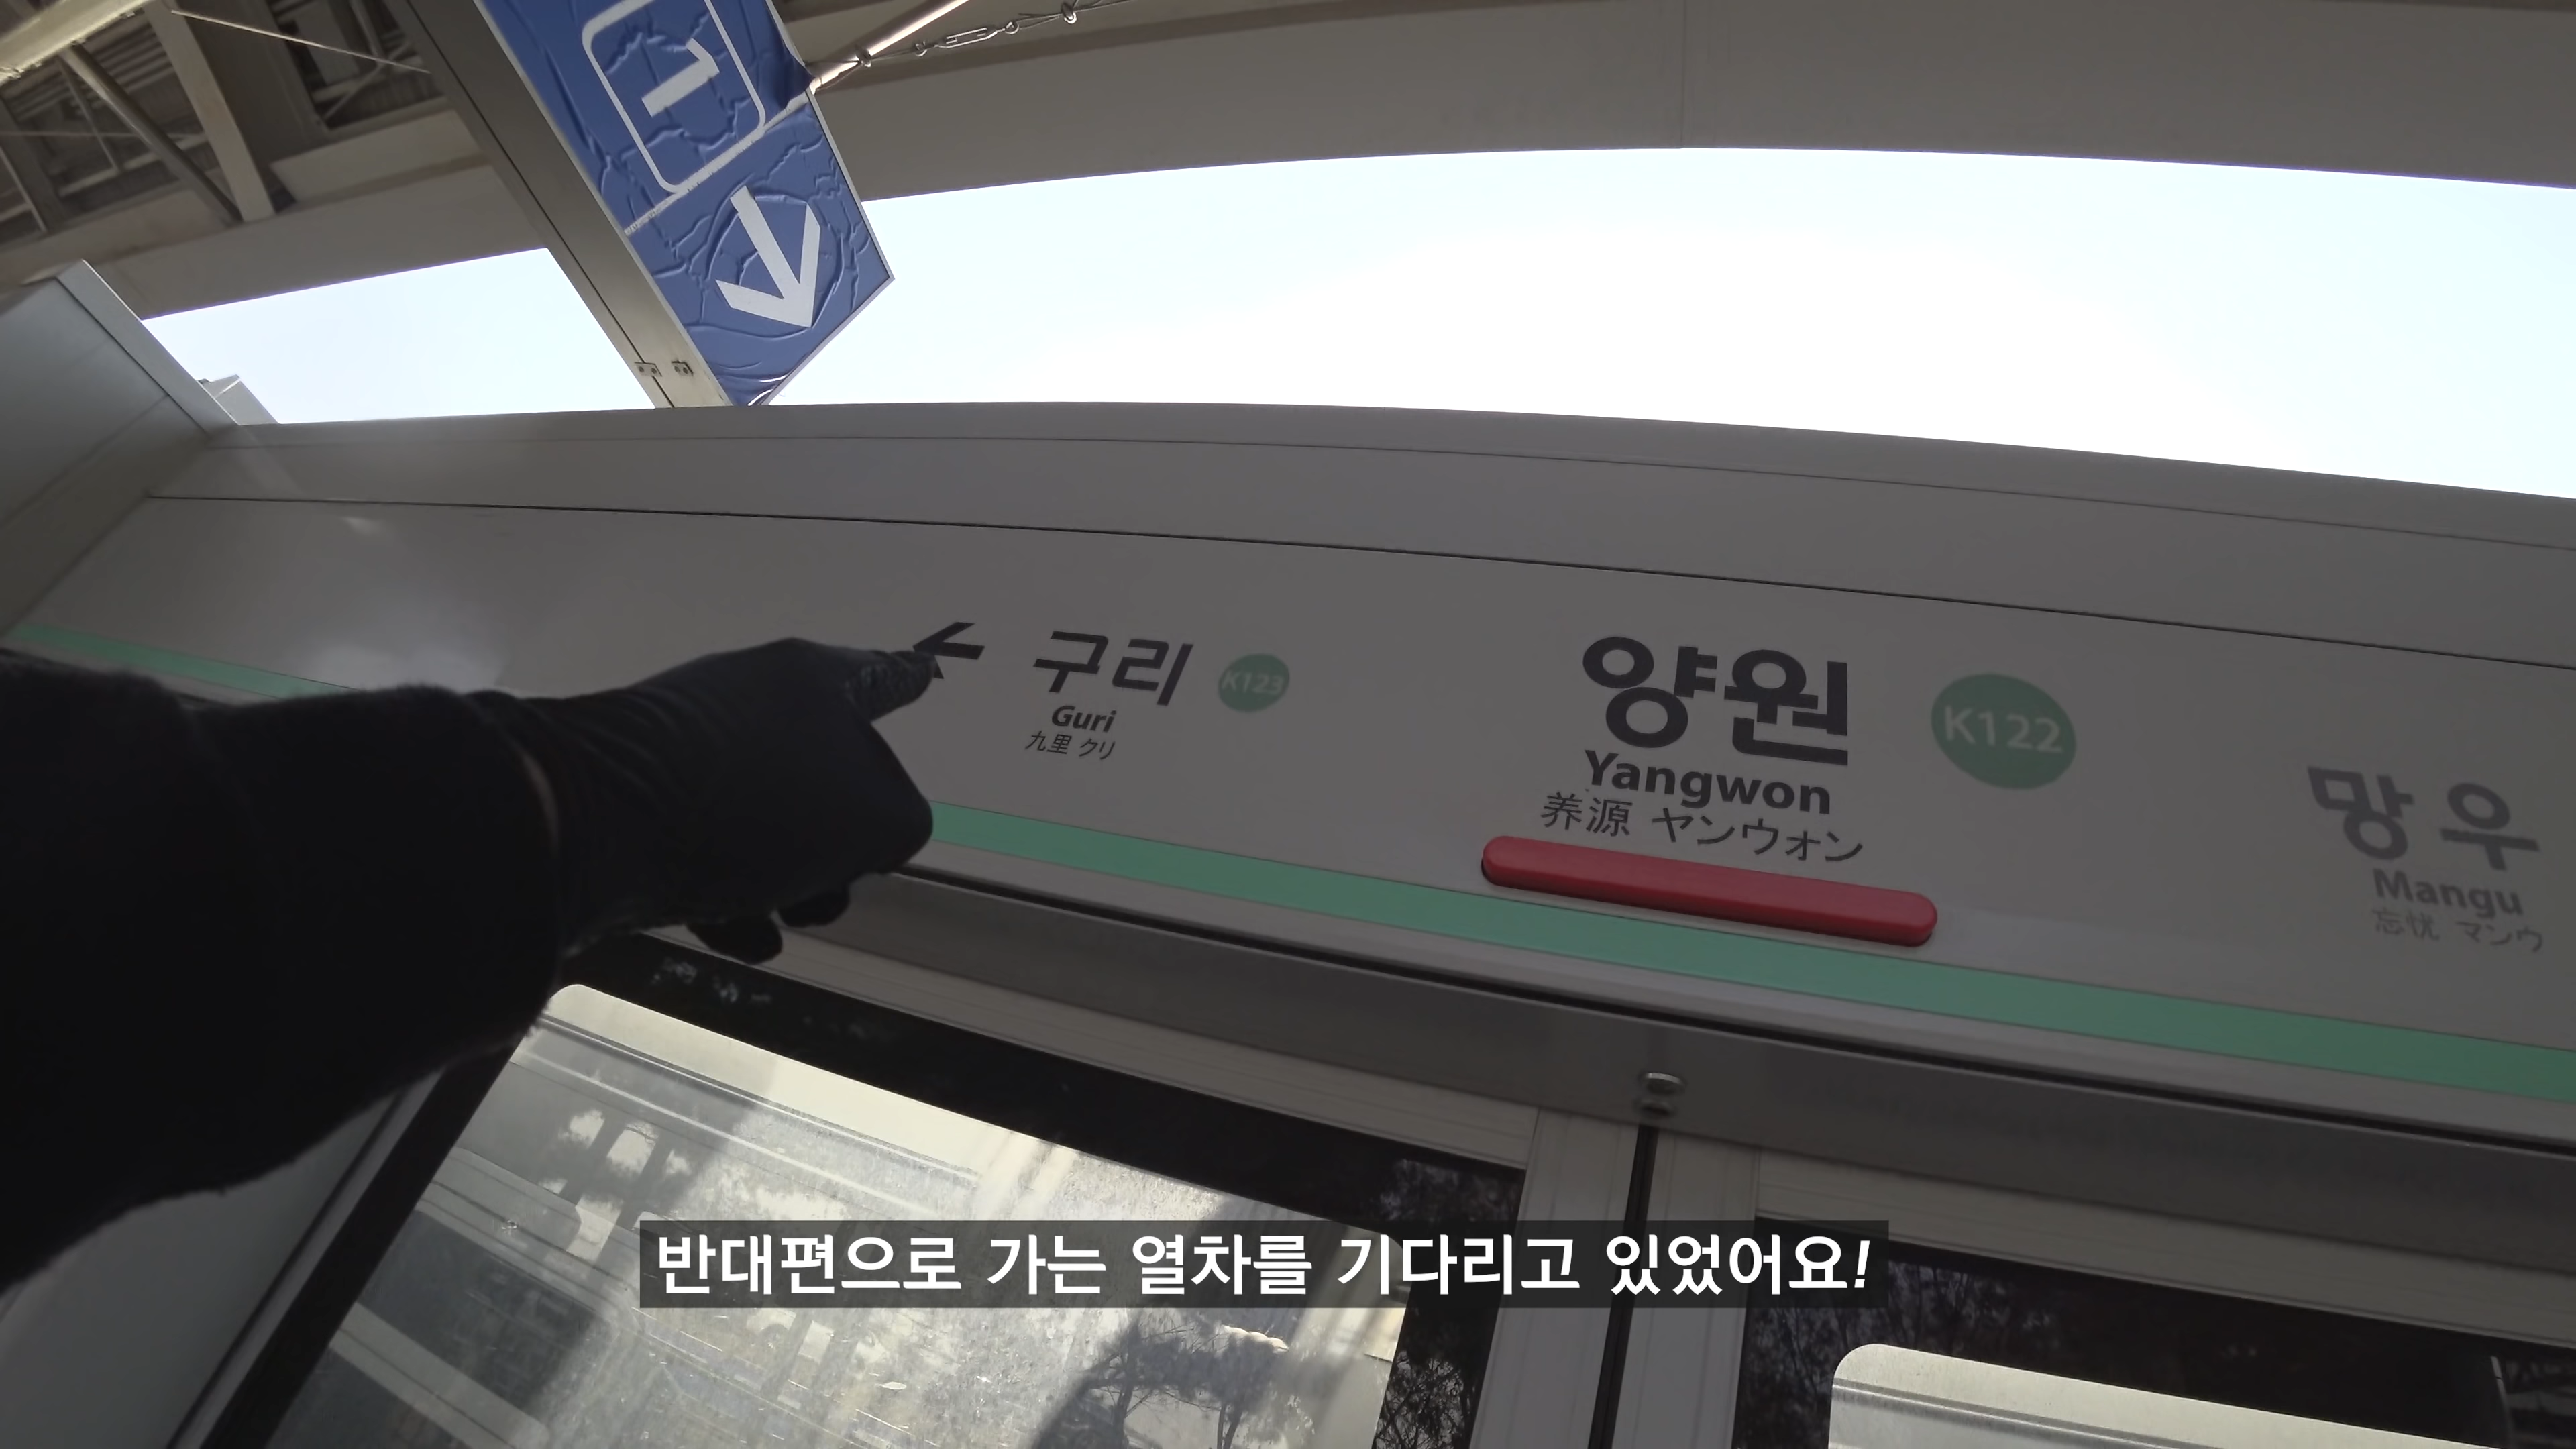 1
← 구리 K123
Guri
九里 クリ
양원 K122
Yangwon
养源 ヤンウォン
망우
Mangu
忘忧 マンウ
반대편으로 가는 열차를 기다리고 있었어요!